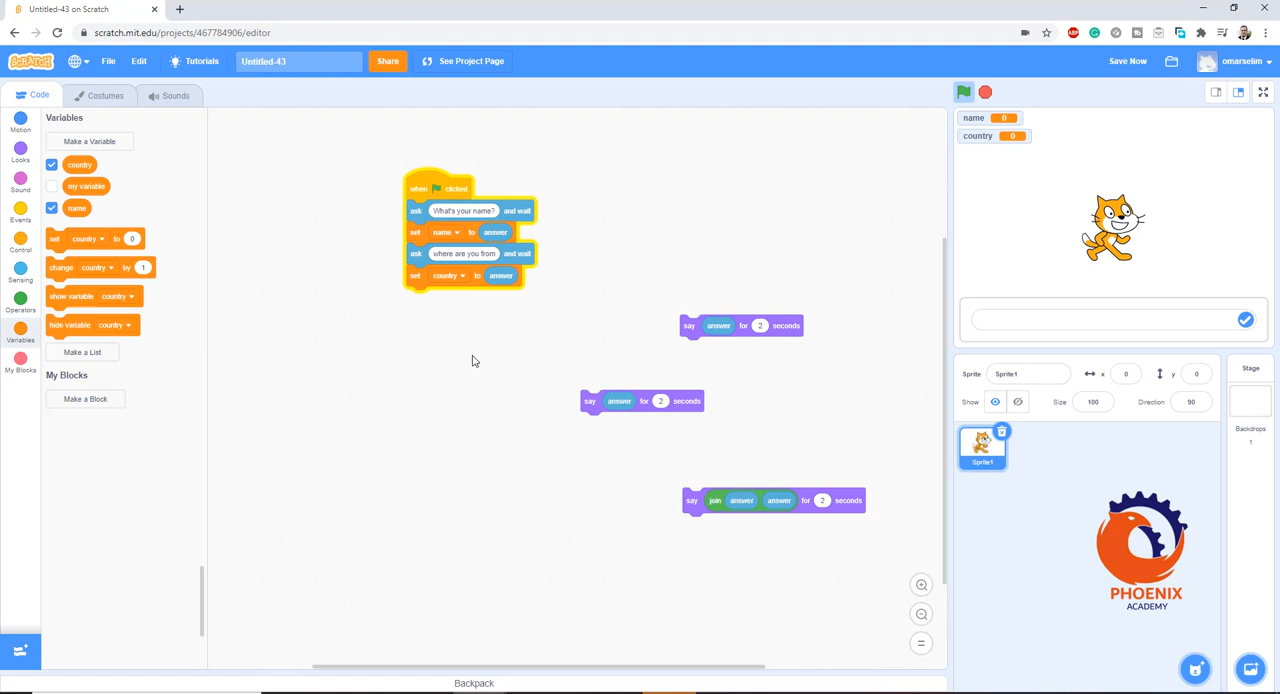 Untitled-43 on Scratch
scratch.mit.edu/projects/467784906/editor
SCRATCH
File
Edit
Tutorials
Untitled-43
Share
See Project Page
Save Now
omarselim
Code
Costumes
Sounds
Motion
Looks
Sound
Events
Control
Sensing
Operators
Variables
My Blocks
Variables
Make a Variable
country
my variable
name
set country to 0
change country by 1
show variable country
hide variable country
Make a List
My Blocks
Make a Block
when clicked
ask What's your name? and wait
set name to answer
ask where are you from and wait
set country to answer
say answer for 2 seconds
say answer for 2 seconds
say join answer answer for 2 seconds
name 0
country 0
Sprite Sprite1 x 0 y 0
Show Size 100 Direction 90
Sprite1
Stage
Backdrops
1
PHOENIX
ACADEMY
Backpack